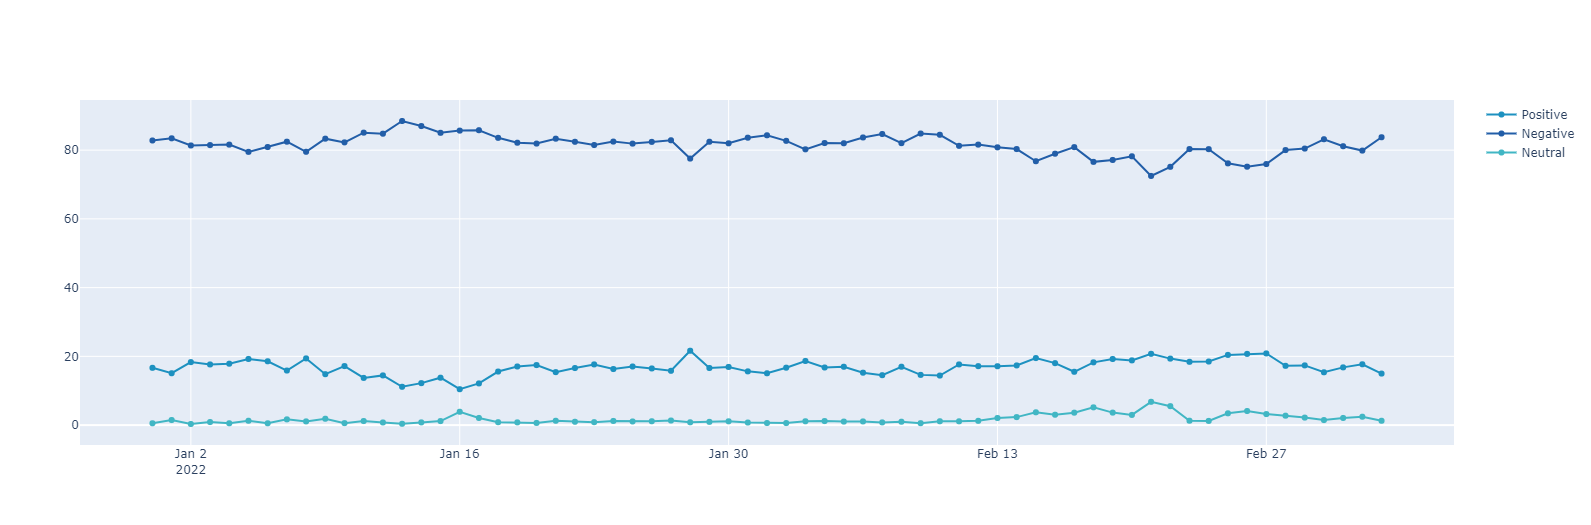 80
60
40
20
0
Jan 2
2022
Jan 16
Jan 30
Feb 13
Feb 27
Positive
Negative
Neutral